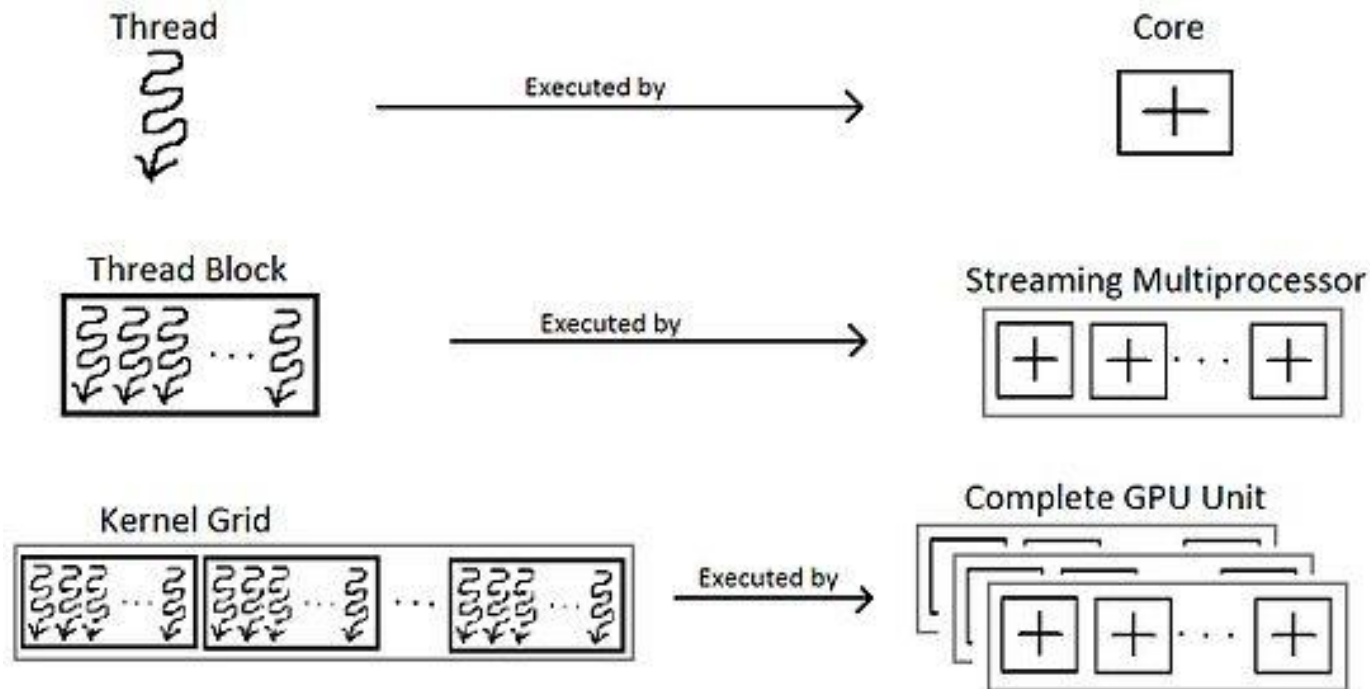 Thread
Core
Executed by
Thread Block
Streaming Multiprocessor
Executed by
Kernel Grid
Complete GPU Unit
Executed by